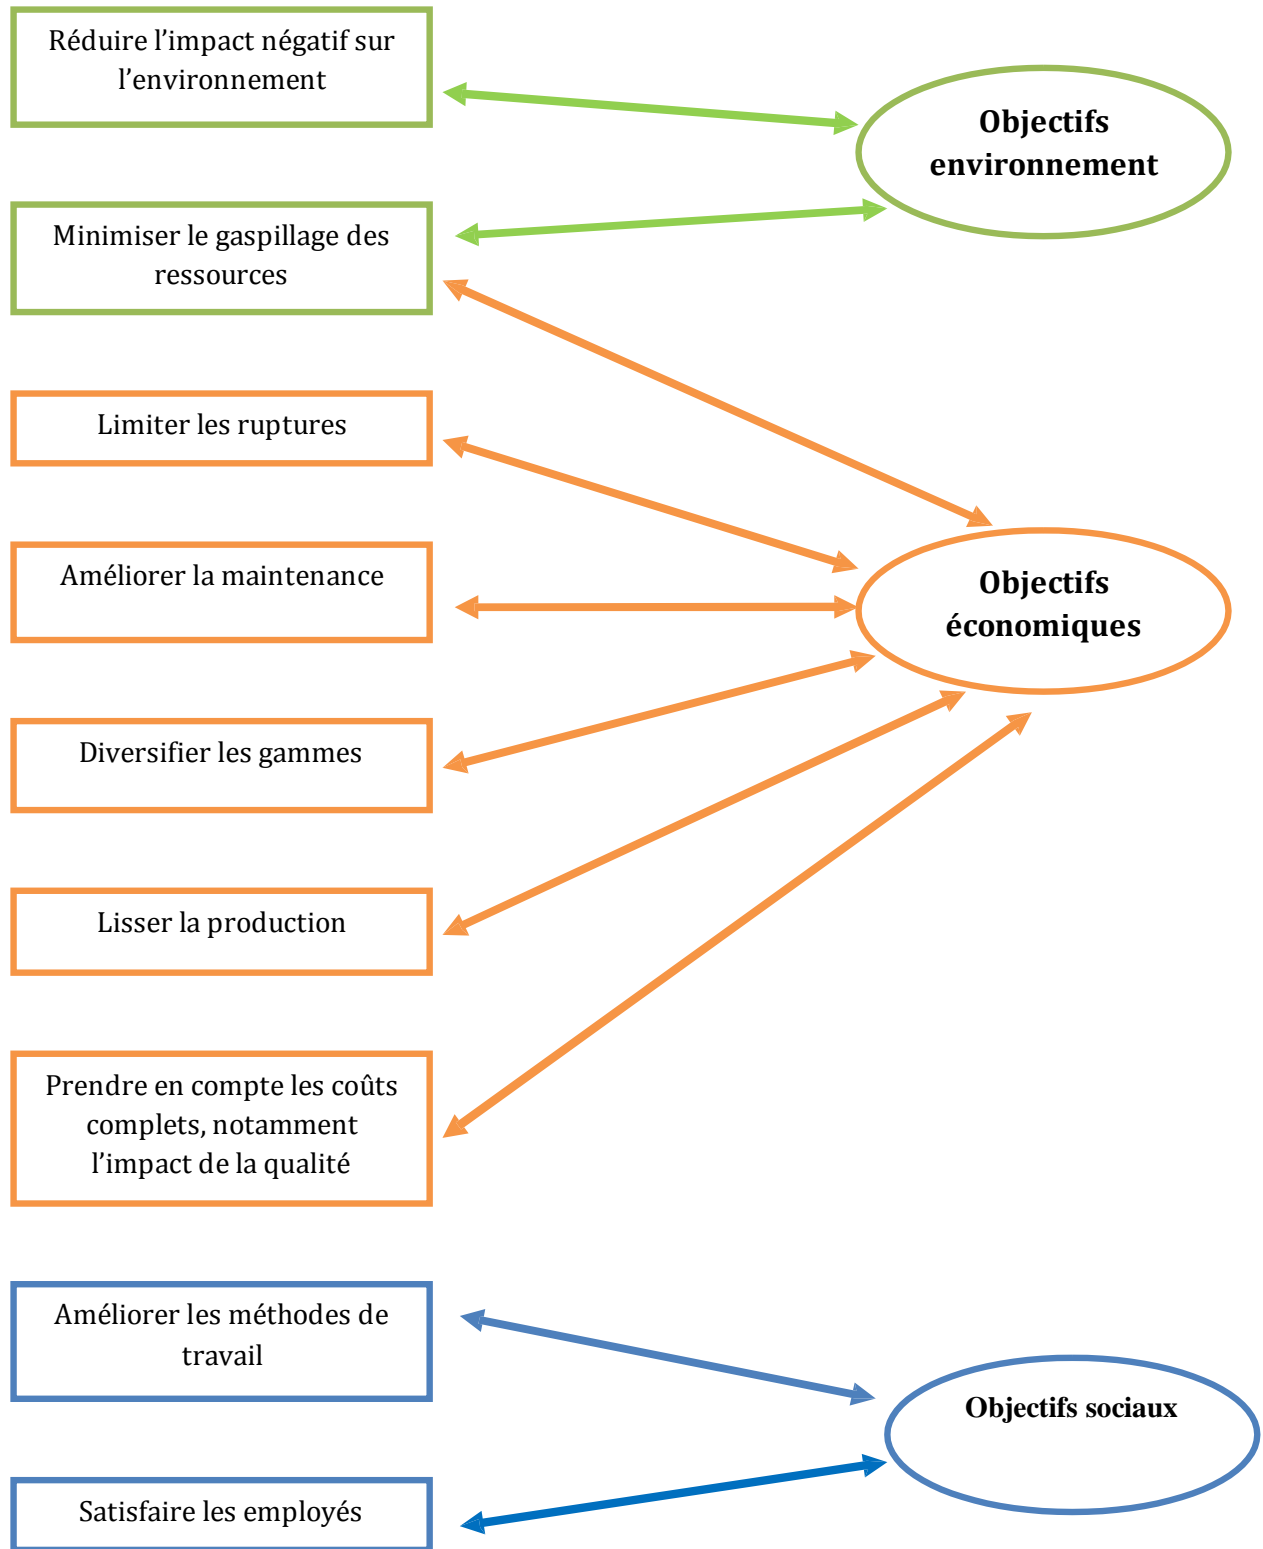 Réduire l’impact négatif sur
l’environnement
Objectifs
environnement
Minimiser le gaspillage des
ressources
Limiter les ruptures
Améliorer la maintenance
Objectifs
économiques
Diversifier les gammes
Lisser la production
Prendre en compte les coûts
complets, notamment
l’impact de la qualité
Améliorer les méthodes de
travail
Objectifs sociaux
Satisfaire les employés